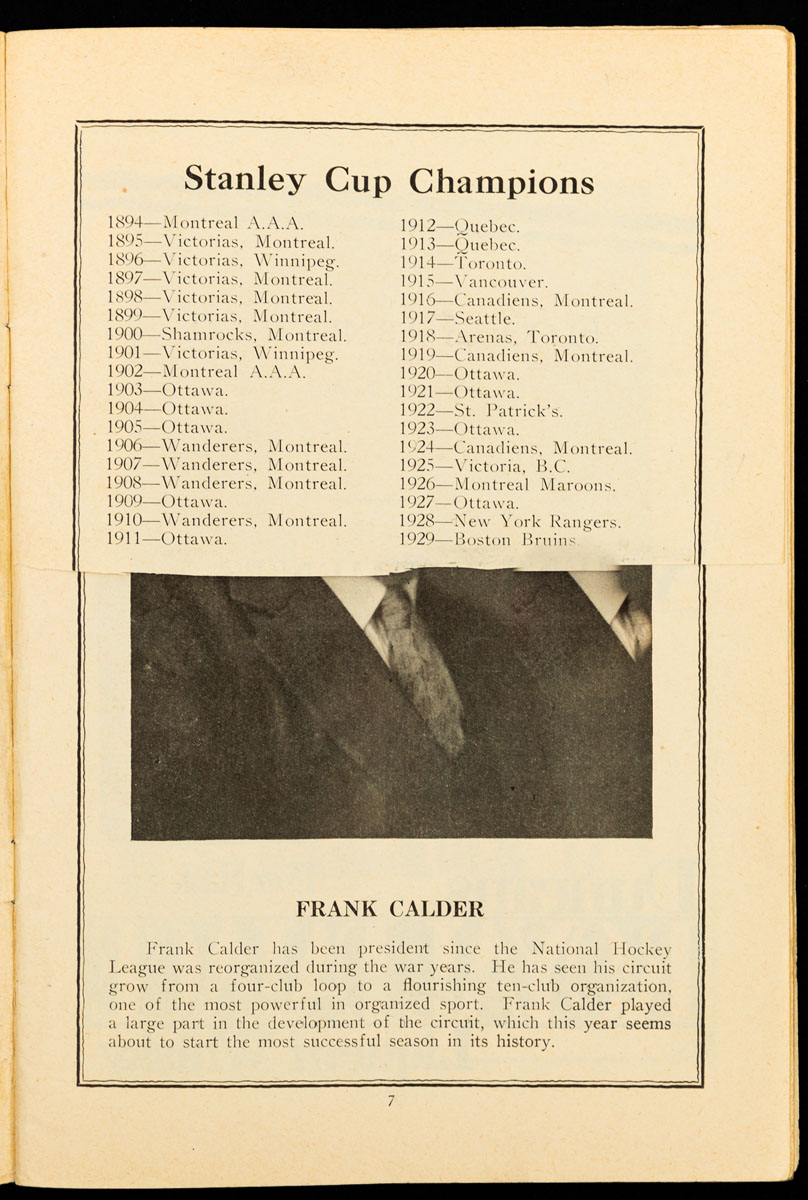 Stanley Cup Champions
1894—Montreal A.A.A.
1895—Victorias, Montreal.
1896—Victorias, Winnipeg.
1897—Victorias, Montreal.
1898—Victorias, Montreal.
1899—Victorias, Montreal.
1900—Shamrocks, Montreal.
1901—Victorias, Winnipeg.
1902—Montreal A.A.A.
1903—Ottawa.
1904—Ottawa.
1905—Ottawa.
1906—Wanderers, Montreal.
1907—Wanderers, Montreal.
1908—Wanderers, Montreal.
1909—Ottawa.
1910—Wanderers, Montreal.
1911—Ottawa.
1912—Quebec.
1913—Quebec.
1914—Toronto.
1915—Vancouver.
1916—Canadiens, Montreal.
1917—Seattle.
1918—Arenas, Toronto.
1919—Canadiens, Montreal.
1920—Ottawa.
1921—Ottawa.
1922—St. Patrick's.
1923—Ottawa.
1924—Canadiens, Montreal.
1925—Victoria, B.C.
1926—Montreal Maroons.
1927—Ottawa.
1928—New York Rangers.
1929—Boston Bruins.
FRANK CALDER
Frank Calder has been president since the National Hockey
League was reorganized during the war years. He has seen his circuit
grow from a four-club loop to a flourishing ten-club organization,
one of the most powerful in organized sport. Frank Calder played
a large part in the development of the circuit, which this year seems
about to start the most successful season in its history.
7